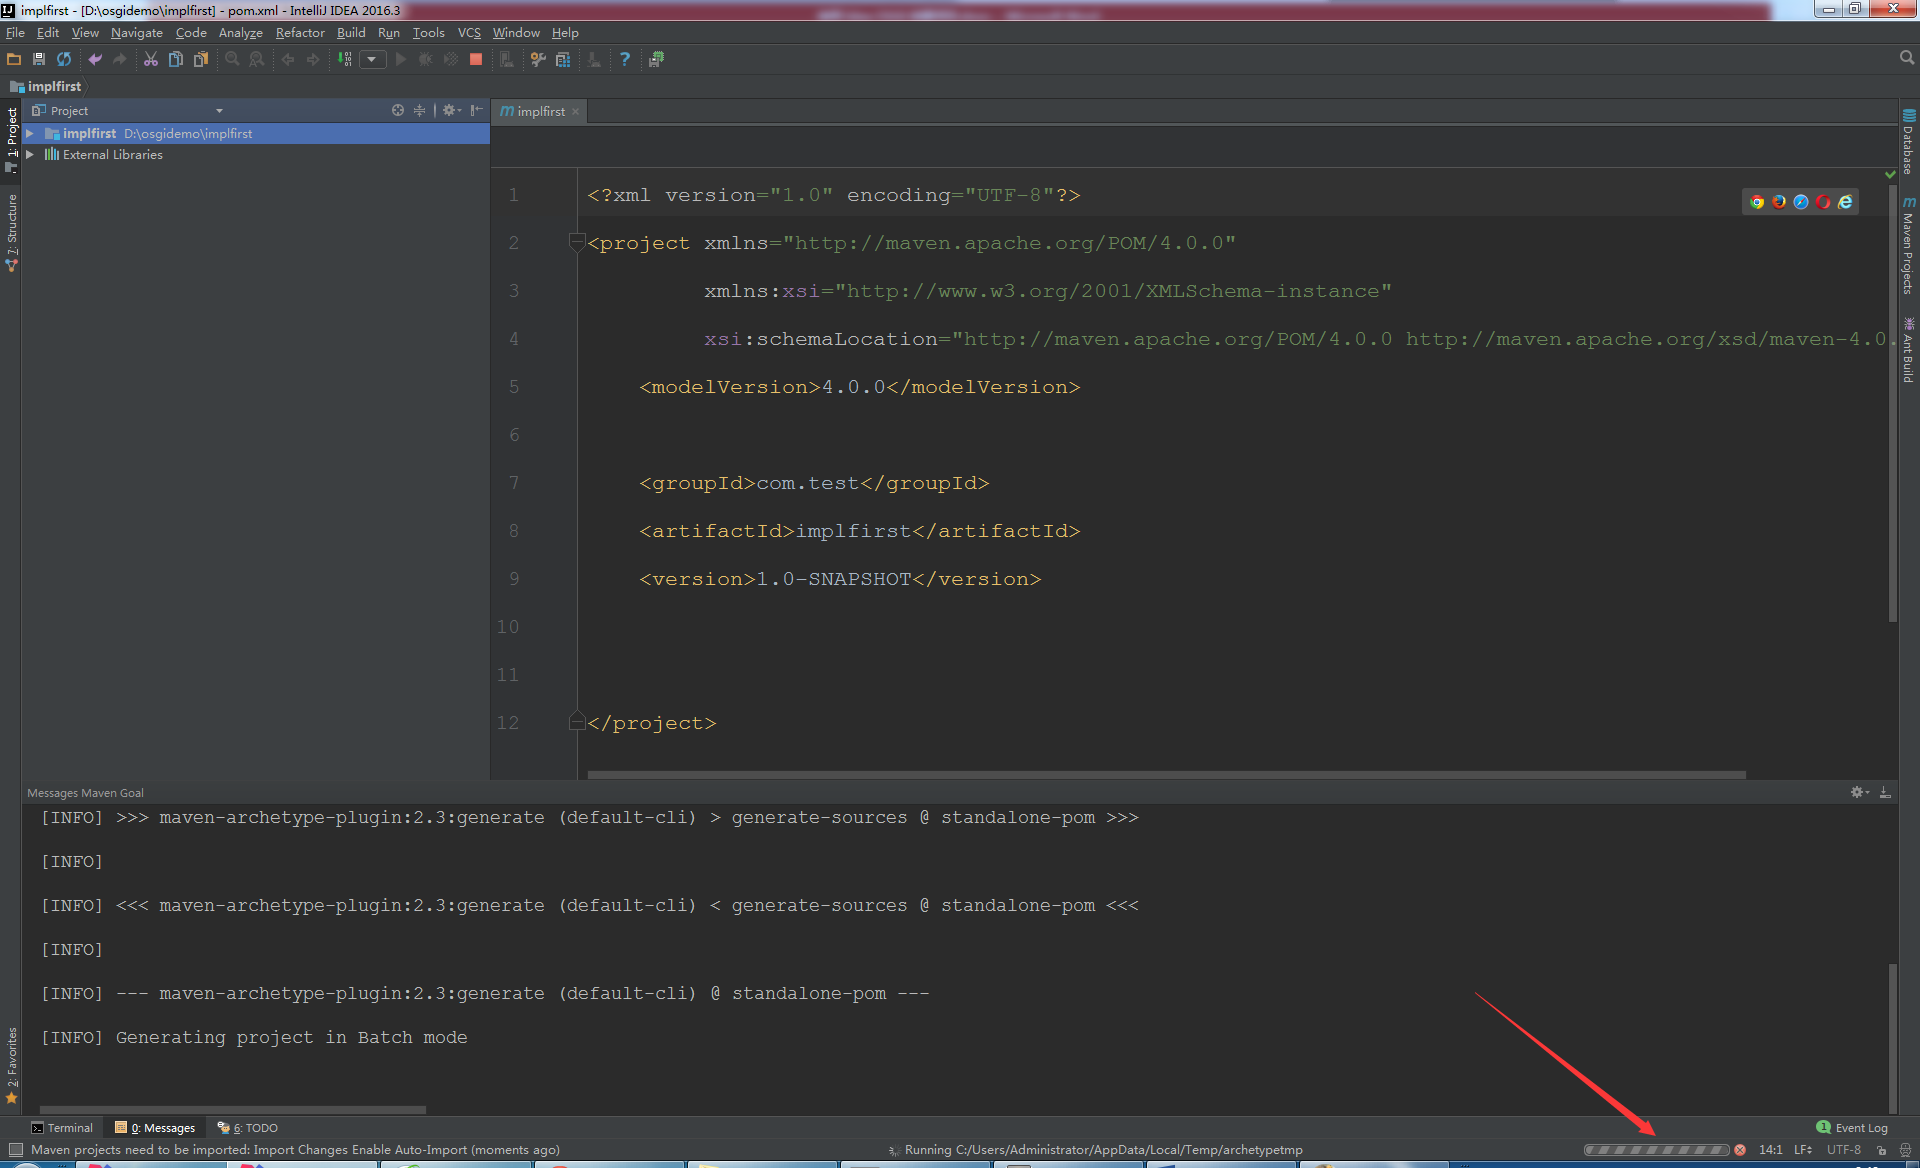 implfirst - [D:\osgidemo\implfirst] - pom.xml - IntelliJ IDEA 2016.3
File Edit View Navigate Code Analyze Refactor Build Run Tools VCS Window Help
implfirst
Project
implfirst D:\osgidemo\implfirst
External Libraries
1: Project
7: Structure
2: Favorites
implfirst
1 <?xml version="1.0" encoding="UTF-8"?>
2 <project xmlns="http://maven.apache.org/POM/4.0.0"
3 xmlns:xsi="http://www.w3.org/2001/XMLSchema-instance"
4 xsi:schemaLocation="http://maven.apache.org/POM/4.0.0 http://maven.apache.org/xsd/maven-4.0.
5 <modelVersion>4.0.0</modelVersion>
6
7 <groupId>com.test</groupId>
8 <artifactId>implfirst</artifactId>
9 <version>1.0-SNAPSHOT</version>
10
11
12 </project>
Database
Maven Projects
Ant Build
Messages Maven Goal
[INFO] >>> maven-archetype-plugin:2.3:generate (default-cli) > generate-sources @ standalone-pom >>>
[INFO]
[INFO] <<< maven-archetype-plugin:2.3:generate (default-cli) < generate-sources @ standalone-pom <<<
[INFO]
[INFO] --- maven-archetype-plugin:2.3:generate (default-cli) @ standalone-pom ---
[INFO] Generating project in Batch mode
Terminal 0: Messages 6: TODO 1 Event Log
Maven projects need to be imported: Import Changes Enable Auto-Import (moments ago) Running C:/Users/Administrator/AppData/Local/Temp/archetypetmp 14:1 LF UTF-8